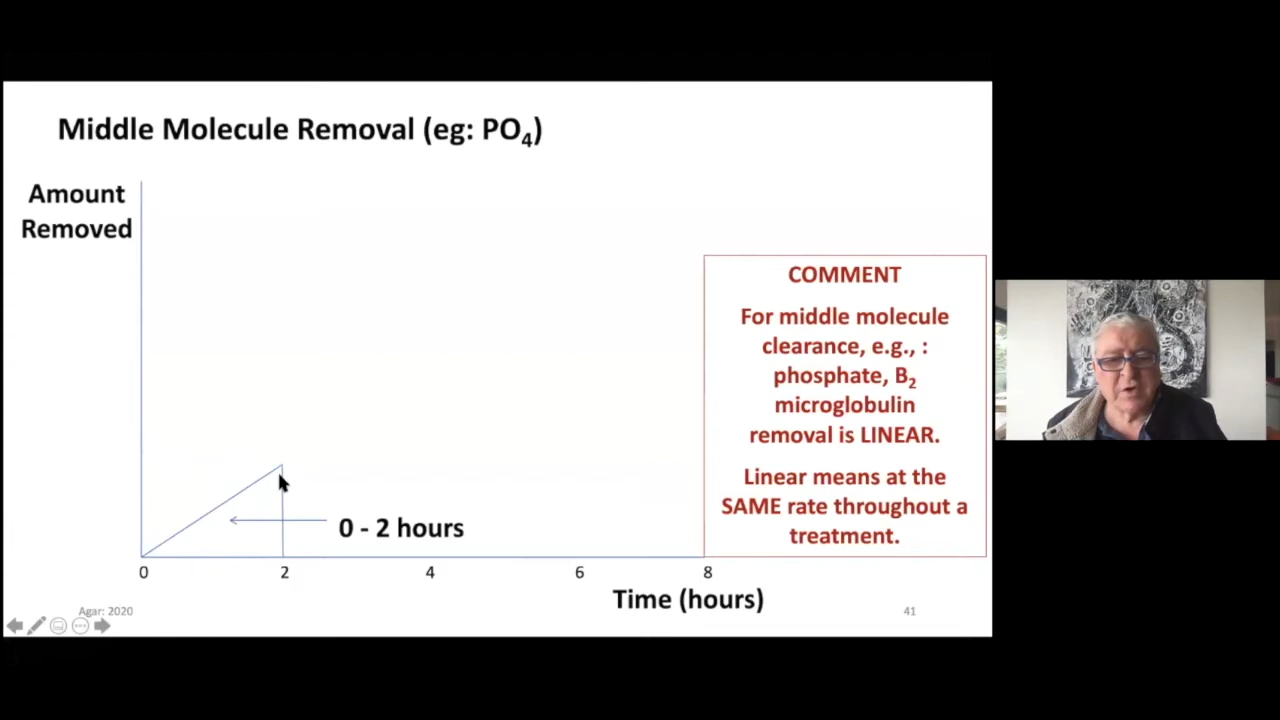 Middle Molecule Removal (eg: PO₄)
Amount
Removed
COMMENT
For middle molecule
clearance, e.g., :
phosphate, B₂
microglobulin
removal is LINEAR.
Linear means at the
SAME rate throughout a
treatment.
0 - 2 hours
0 2 4 6 8
Time (hours)
Agar: 2020
41